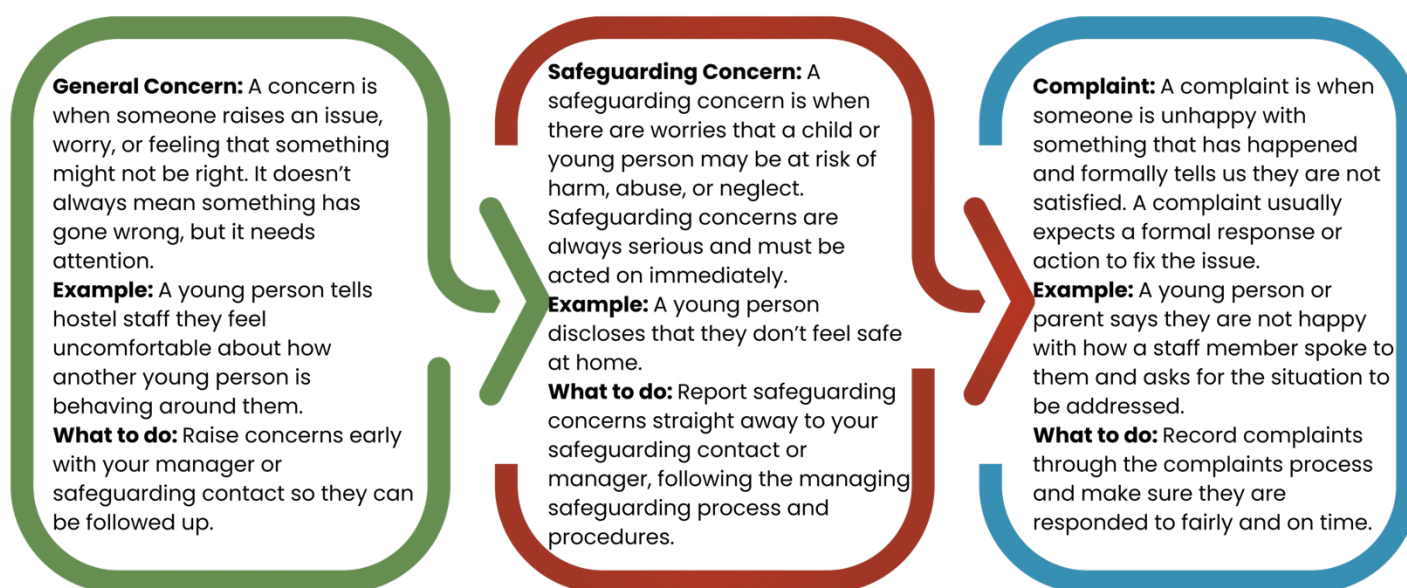 General Concern: A concern is
when someone raises an issue,
worry, or feeling that something
might not be right. It doesn't
always mean something has
gone wrong, but it needs
attention.
Example: A young person tells
hostel staff they feel
uncomfortable about how
another young person is
behaving around them.
What to do: Raise concerns early
with your manager or
safeguarding contact so they can
be followed up.
Safeguarding Concern: A
safeguarding concern is when
there are worries that a child or
young person may be at risk of
harm, abuse, or neglect.
Safeguarding concerns are
always serious and must be
acted on immediately.
Example: A young person
discloses that they don't feel safe
at home.
What to do: Report safeguarding
concerns straight away to your
safeguarding contact or
manager, following the managing
safeguarding process and
procedures.
Complaint: A complaint is when
someone is unhappy with
something that has happened
and formally tells us they are not
satisfied. A complaint usually
expects a formal response or
action to fix the issue.
Example: A young person or
parent says they are not happy
with how a staff member spoke to
them and asks for the situation to
be addressed.
What to do: Record complaints
through the complaints process
and make sure they are
responded to fairly and on time.